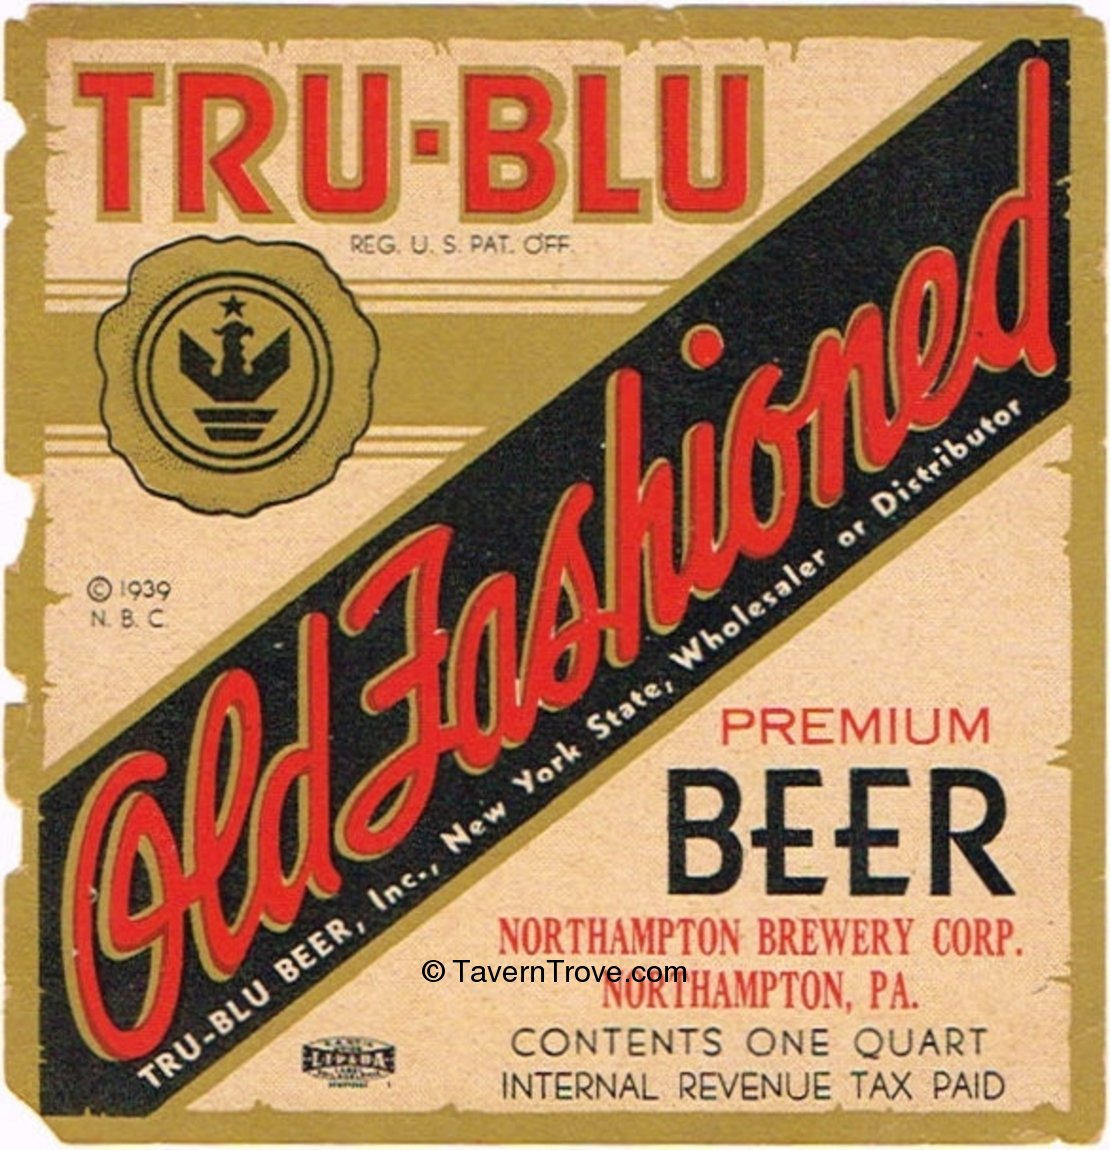 TRU-BLU
REG. U. S. PAT. OFF.
© 1939
N. B. C.
Old Fashioned
TRU-BLU BEER, Inc., New York State, Wholesaler or Distributor
PREMIUM
BEER
NORTHAMPTON BREWERY CORP.
© TavernTrove.com
NORTHAMPTON, PA.
CONTENTS ONE QUART
INTERNAL REVENUE TAX PAID